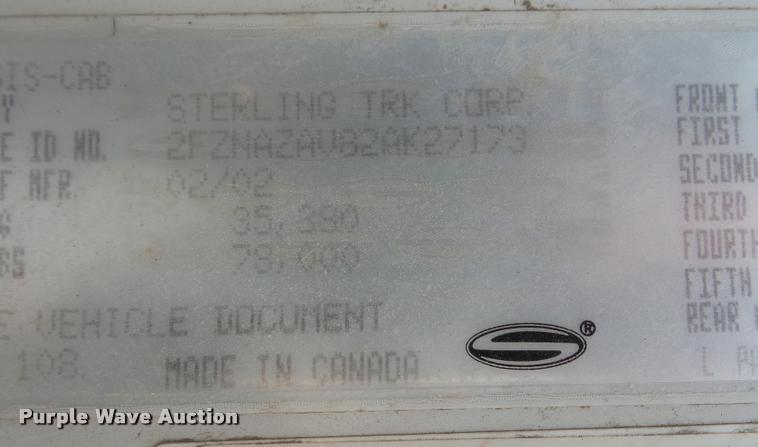 SIS-CAB
Y STERLING TRK CORP. FRONT
E ID NO. 2FZNAZAV82AK27173 FIRST
F MFR. 02/02 SECOND
35,380 THIRD
78,000 FOURTH
FIFTH
E VEHICLE DOCUMENT REAR
108. MADE IN CANADA ® L PA
Purple Wave Auction